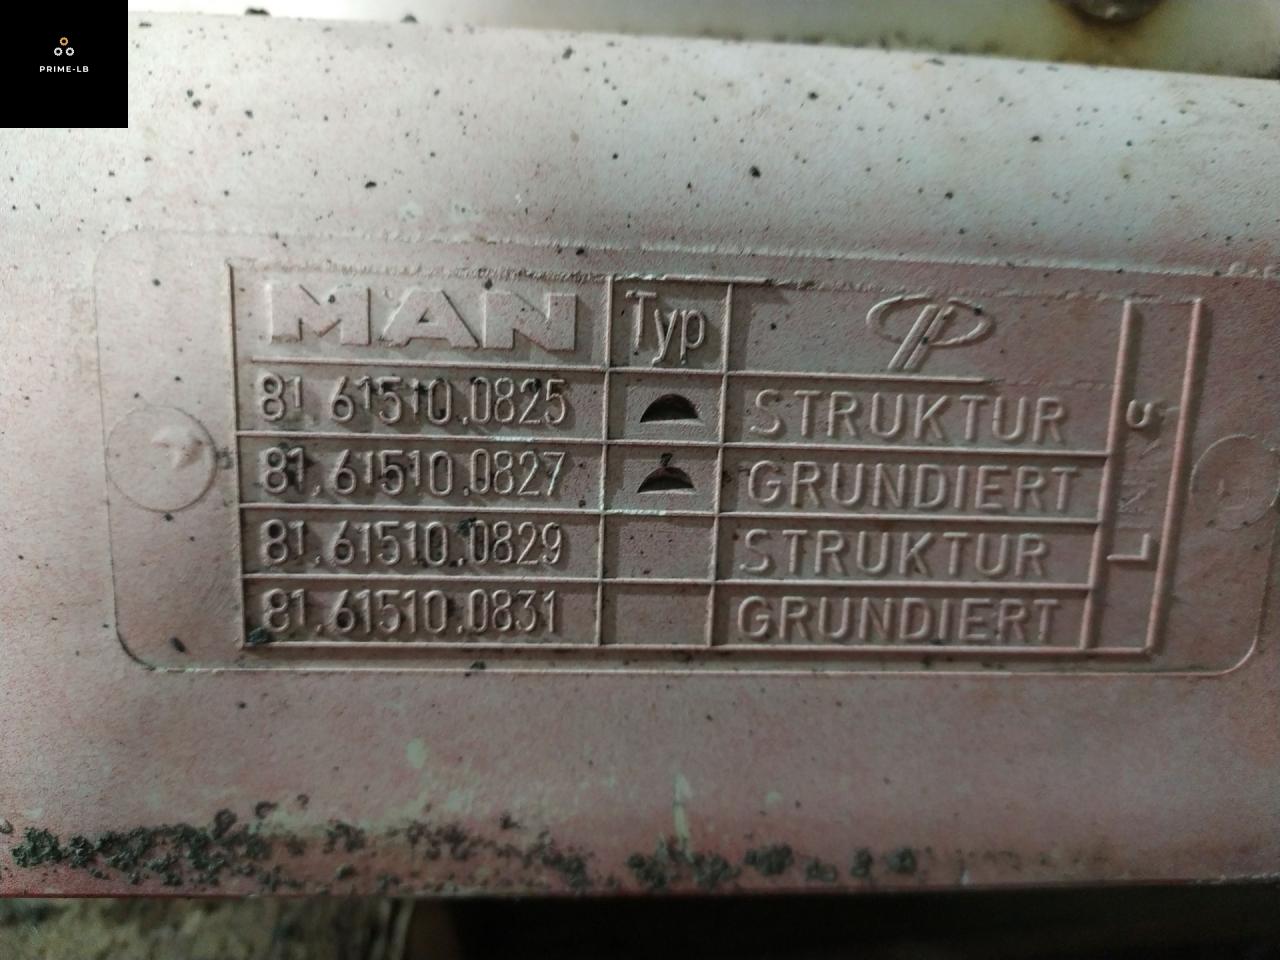 PRIME-LB
MAN Typ
81.61510.0825 STRUKTUR
81.61510.0827 GRUNDIERT
81.61510.0829 STRUKTUR
81.61510.0831 GRUNDIERT